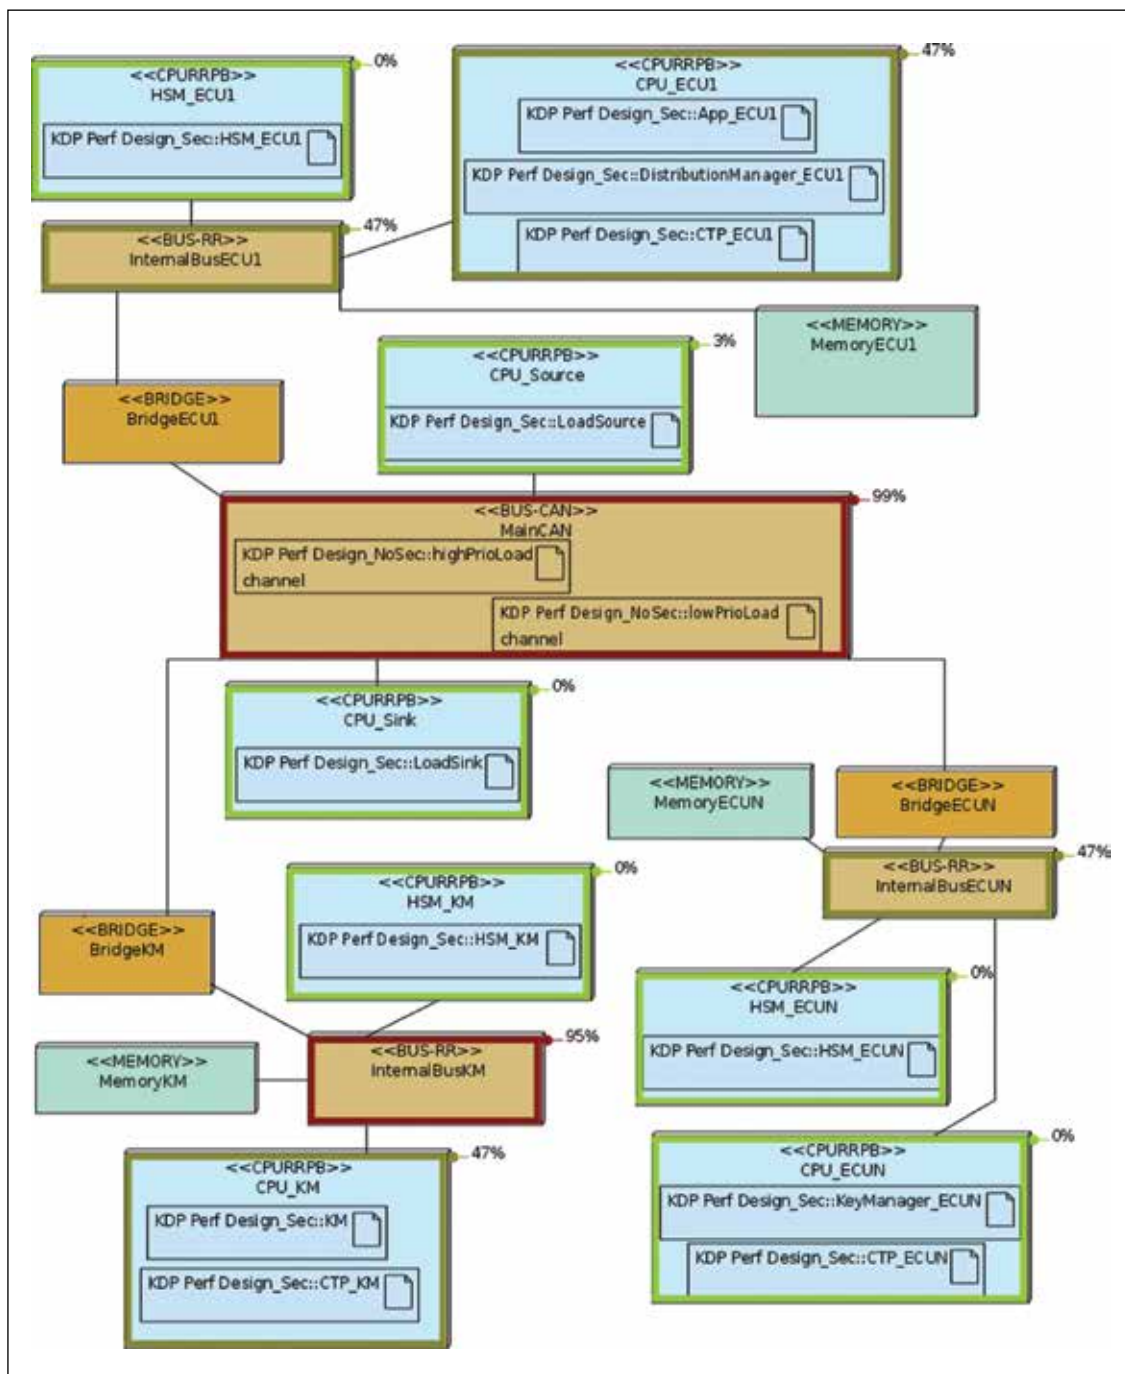 0%
<<CPURRPB>>
HSM_ECU1
KDP Perf Design_Sec::HSM_ECU1
47%
<<CPURRPB>>
CPU_ECU1
KDP Perf Design_Sec::App_ECU1
KDP Perf Design_Sec::DistributionManager_ECU1
KDP Perf Design_Sec::CTP_ECU1
47%
<<BUS-RR>>
InternalBusECU1
<<MEMORY>>
MemoryECU1
3%
<<CPURRPB>>
CPU_Source
KDP Perf Design_Sec::LoadSource
<<BRIDGE>>
BridgeECU1
99%
<<BUS-CAN>>
MainCAN
KDP Perf Design_NoSec::highPrioLoad
channel
KDP Perf Design_NoSec::lowPrioLoad
channel
0%
<<CPURRPB>>
CPU_Sink
KDP Perf Design_Sec::LoadSink
<<MEMORY>>
MemoryECUN
<<BRIDGE>>
BridgeECUN
47%
<<BUS-RR>>
InternalBusECUN
0%
<<CPURRPB>>
HSM_KM
KDP Perf Design_Sec::HSM_KM
<<BRIDGE>>
BridgeKM
0%
<<CPURRPB>>
HSM_ECUN
KDP Perf Design_Sec::HSM_ECUN
95%
<<BUS-RR>>
InternalBusKM
<<MEMORY>>
MemoryKM
47%
<<CPURRPB>>
CPU_KM
KDP Perf Design_Sec::KM
KDP Perf Design_Sec::CTP_KM
0%
<<CPURRPB>>
CPU_ECUN
KDP Perf Design_Sec::KeyManager_ECUN
KDP Perf Design_Sec::CTP_ECUN